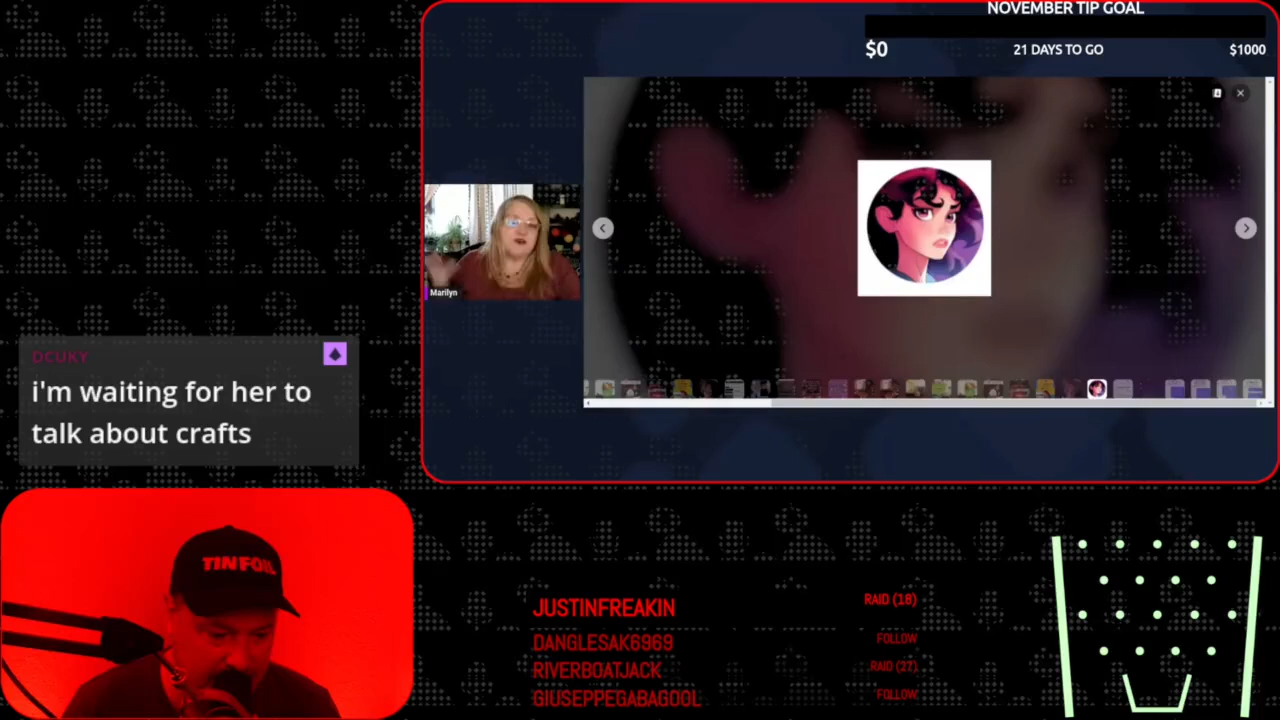 NOVEMBER TIP GOAL
$0
21 DAYS TO GO
$1000
Marilyn
DCUKY
i'm waiting for her to
talk about crafts
TINFOIL
JUSTINFREAKIN
RAID (18)
DANGLESAK6969
FOLLOW
RIVERBOATJACK
RAID (27)
GIUSEPPEGABAGOOL
FOLLOW